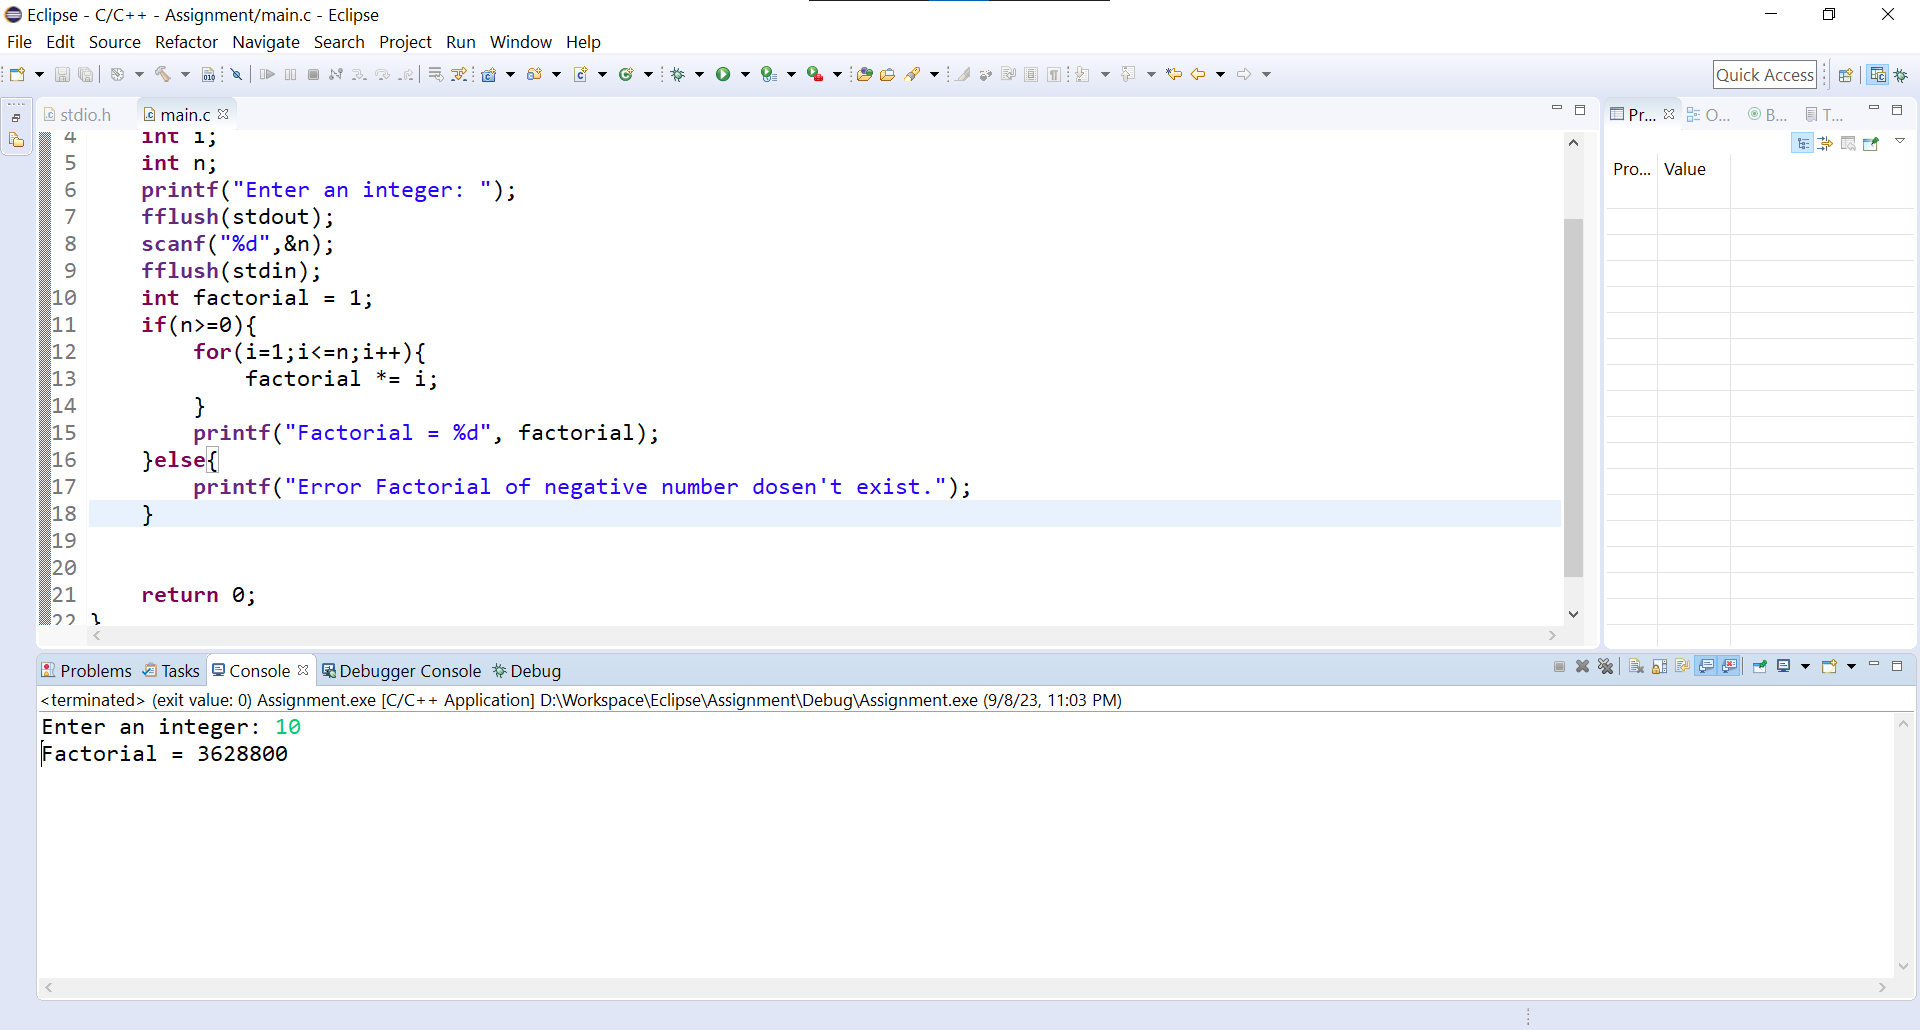 Eclipse - C/C++ - Assignment/main.c - Eclipse
File Edit Source Refactor Navigate Search Project Run Window Help
Quick Access
stdio.h main.c
Pr... O... B... T...
Pro... Value
4 int i;
5 int n;
6 printf("Enter an integer: ");
7 fflush(stdout);
8 scanf("%d",&n);
9 fflush(stdin);
10 int factorial = 1;
11 if(n>=0){
12 for(i=1;i<=n;i++){
13 factorial *= i;
14 }
15 printf("Factorial = %d", factorial);
16 }else{
17 printf("Error Factorial of negative number dosen't exist.");
18 }
19
20
21 return 0;
22 }
Problems Tasks Console Debugger Console Debug
<terminated> (exit value: 0) Assignment.exe [C/C++ Application] D:\Workspace\Eclipse\Assignment\Debug\Assignment.exe (9/8/23, 11:03 PM)
Enter an integer: 10
Factorial = 3628800